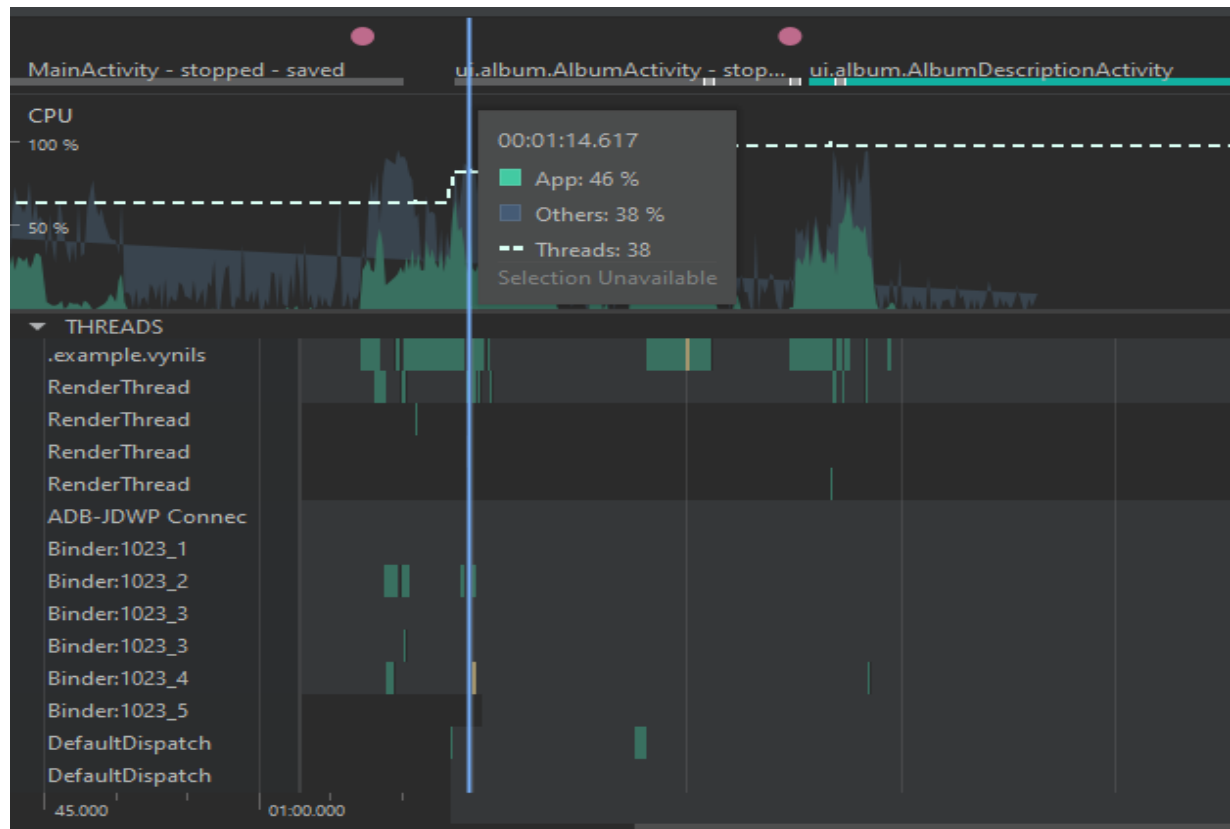 MainActivity - stopped - saved
ui.album.AlbumActivity - stop...
ui.album.AlbumDescriptionActivity
CPU
100 %
50 %
00:01:14.617
App: 46 %
Others: 38 %
Threads: 38
Selection Unavailable
THREADS
.example.vynils
RenderThread
RenderThread
RenderThread
RenderThread
ADB-JDWP Connec
Binder:1023_1
Binder:1023_2
Binder:1023_3
Binder:1023_3
Binder:1023_4
Binder:1023_5
DefaultDispatch
DefaultDispatch
45.000
01:00.000